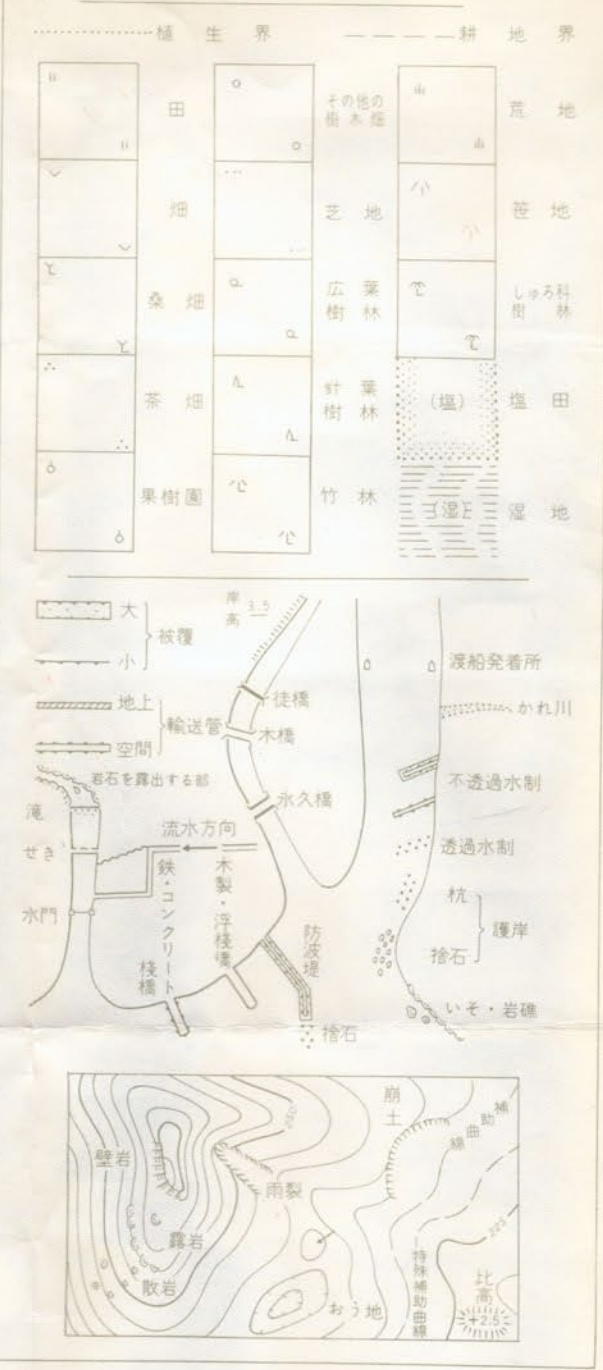 植生界
耕地界
田
その他の
樹木畑
荒地
畑
芝地
笹地
桑畑
広葉
樹林
しゅろ科
樹林
茶畑
針葉
樹林
(塩)
塩田
果樹園
竹林
(湿)
湿地
大
小
被覆
地上
空間
輸送管
岸高
3.5
徒橋
木橋
永久橋
渡船発着所
かれ川
不透過水制
透過水制
杭
捨石
護岸
いそ・岩礁
岩石を露出する部
滝
せき
水門
流水方向
鉄・コンクリート
桟橋
木製・浮桟橋
防波堤
捨石
壁岩
露岩
散岩
雨裂
おう地
崩土
補助曲線
特殊補助曲線
225
比高
+2.5